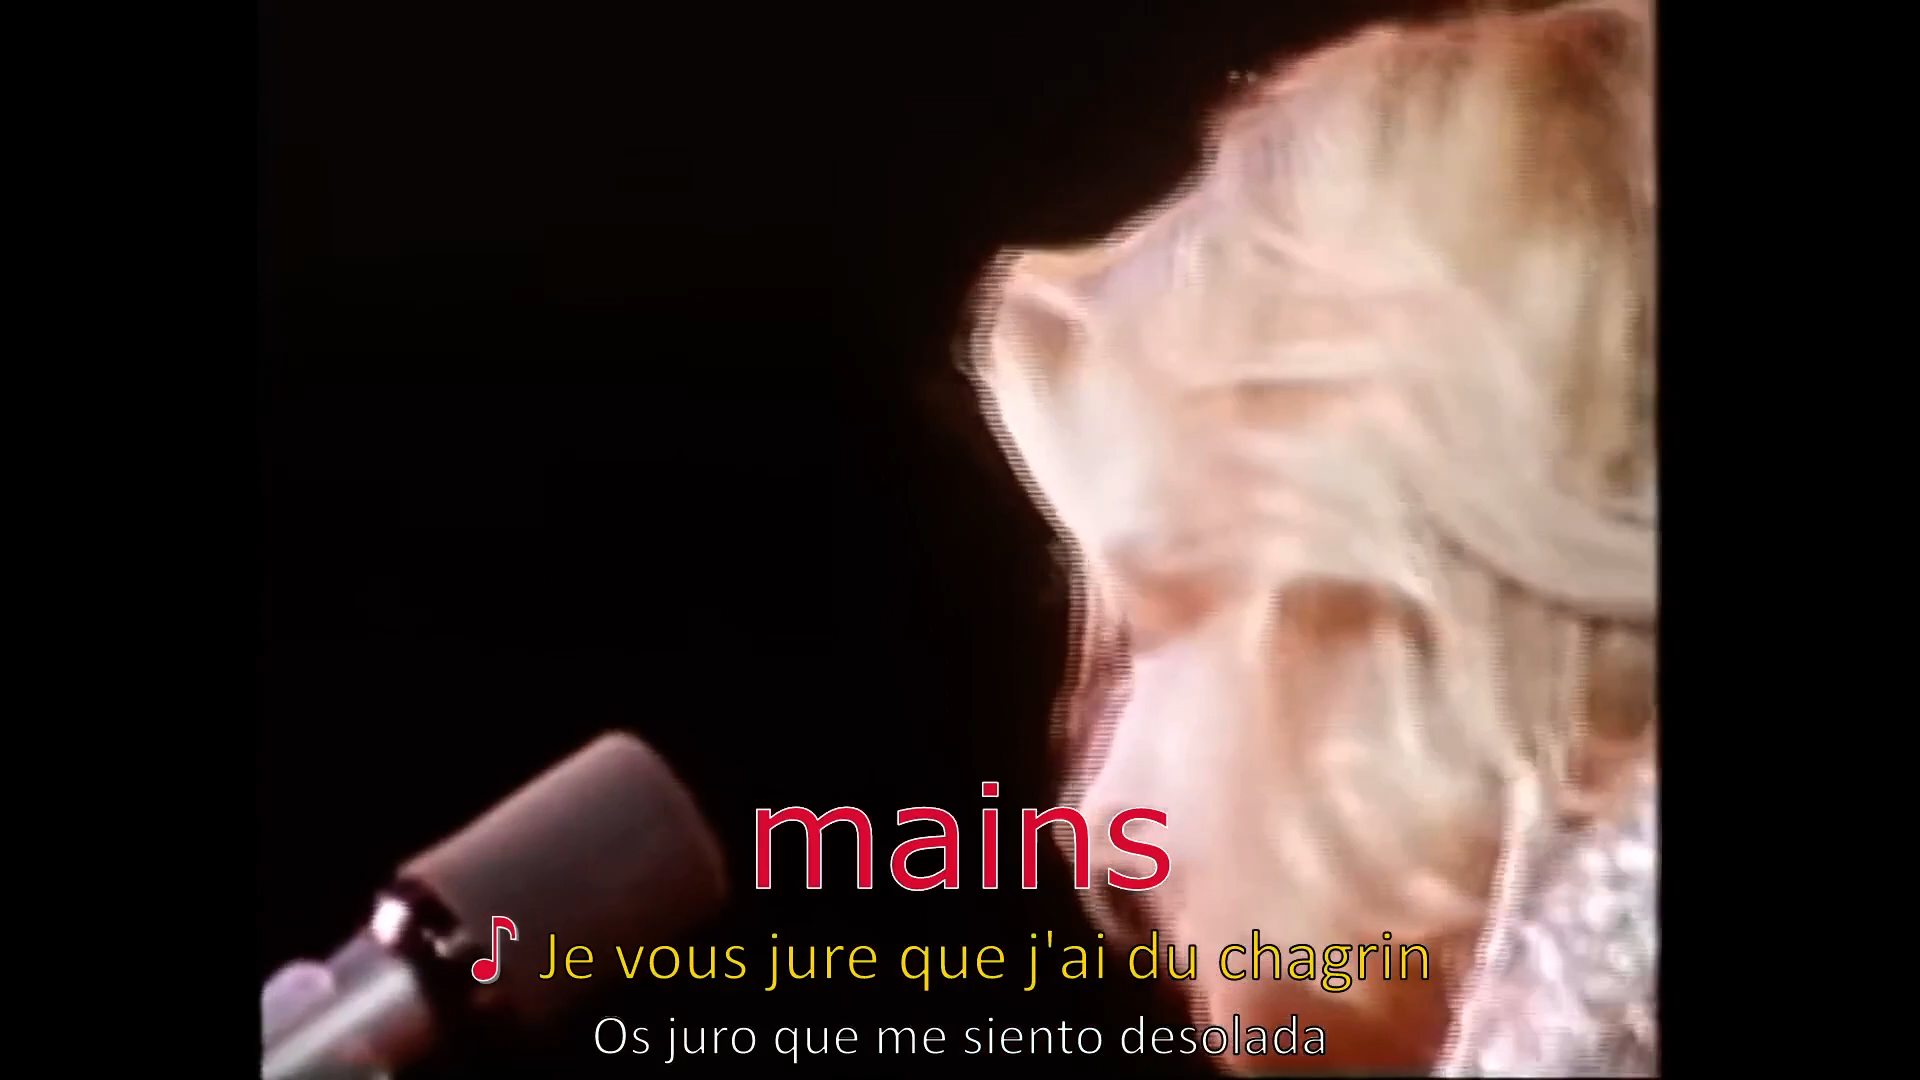 mains
♪ Je vous jure que j'ai du chagrin
Os juro que me siento desolada